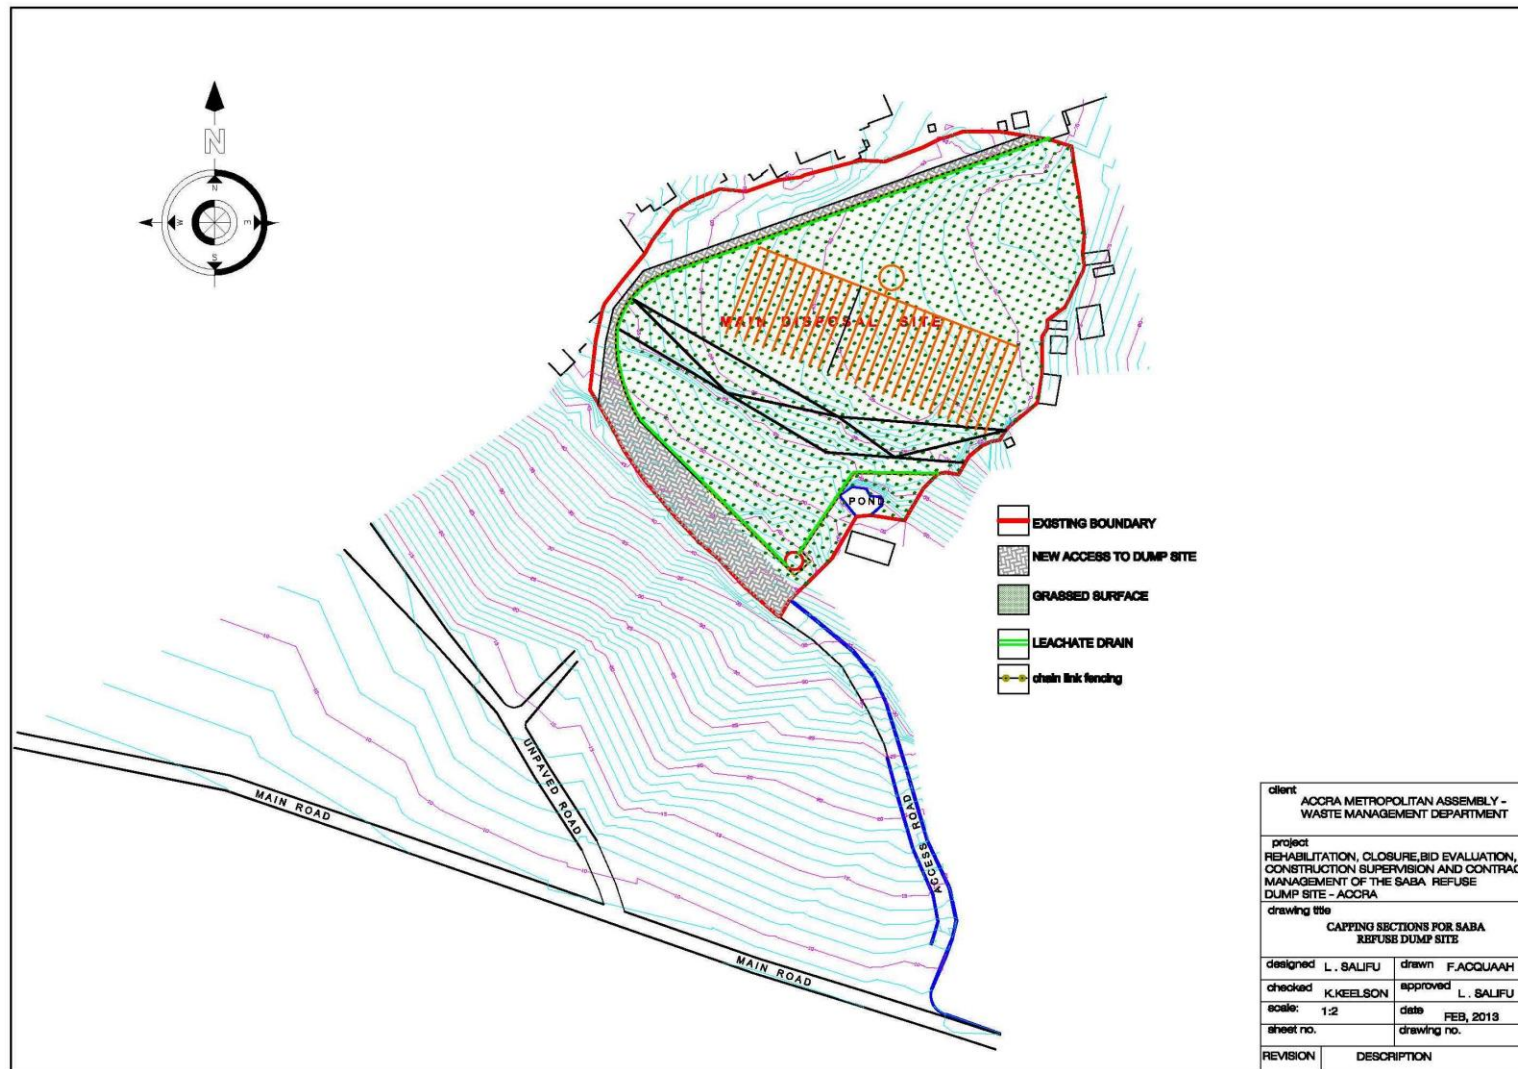 N
N
W
E
S
MAIN DISPOSAL SITE
POND
EXISTING BOUNDARY
NEW ACCESS TO DUMP SITE
GRASSED SURFACE
LEACHATE DRAIN
chain link fencing
UNPAVED ROAD
MAIN ROAD
ACCESS ROAD
MAIN ROAD
client
ACCRA METROPOLITAN ASSEMBLY -
WASTE MANAGEMENT DEPARTMENT
project
REHABILITATION, CLOSURE,BID EVALUATION,
CONSTRUCTION SUPERVISION AND CONTRAC
MANAGEMENT OF THE SABA REFUSE
DUMP SITE - ACCRA
drawing title
CAPPING SECTIONS FOR SABA
REFUSE DUMP SITE
designed L . SALIFU drawn F.ACQUAAH
checked K.KEELSON approved L . SALIFU
scale: 1:2 date FEB, 2013
sheet no. drawing no.
REVISION DESCRIPTION